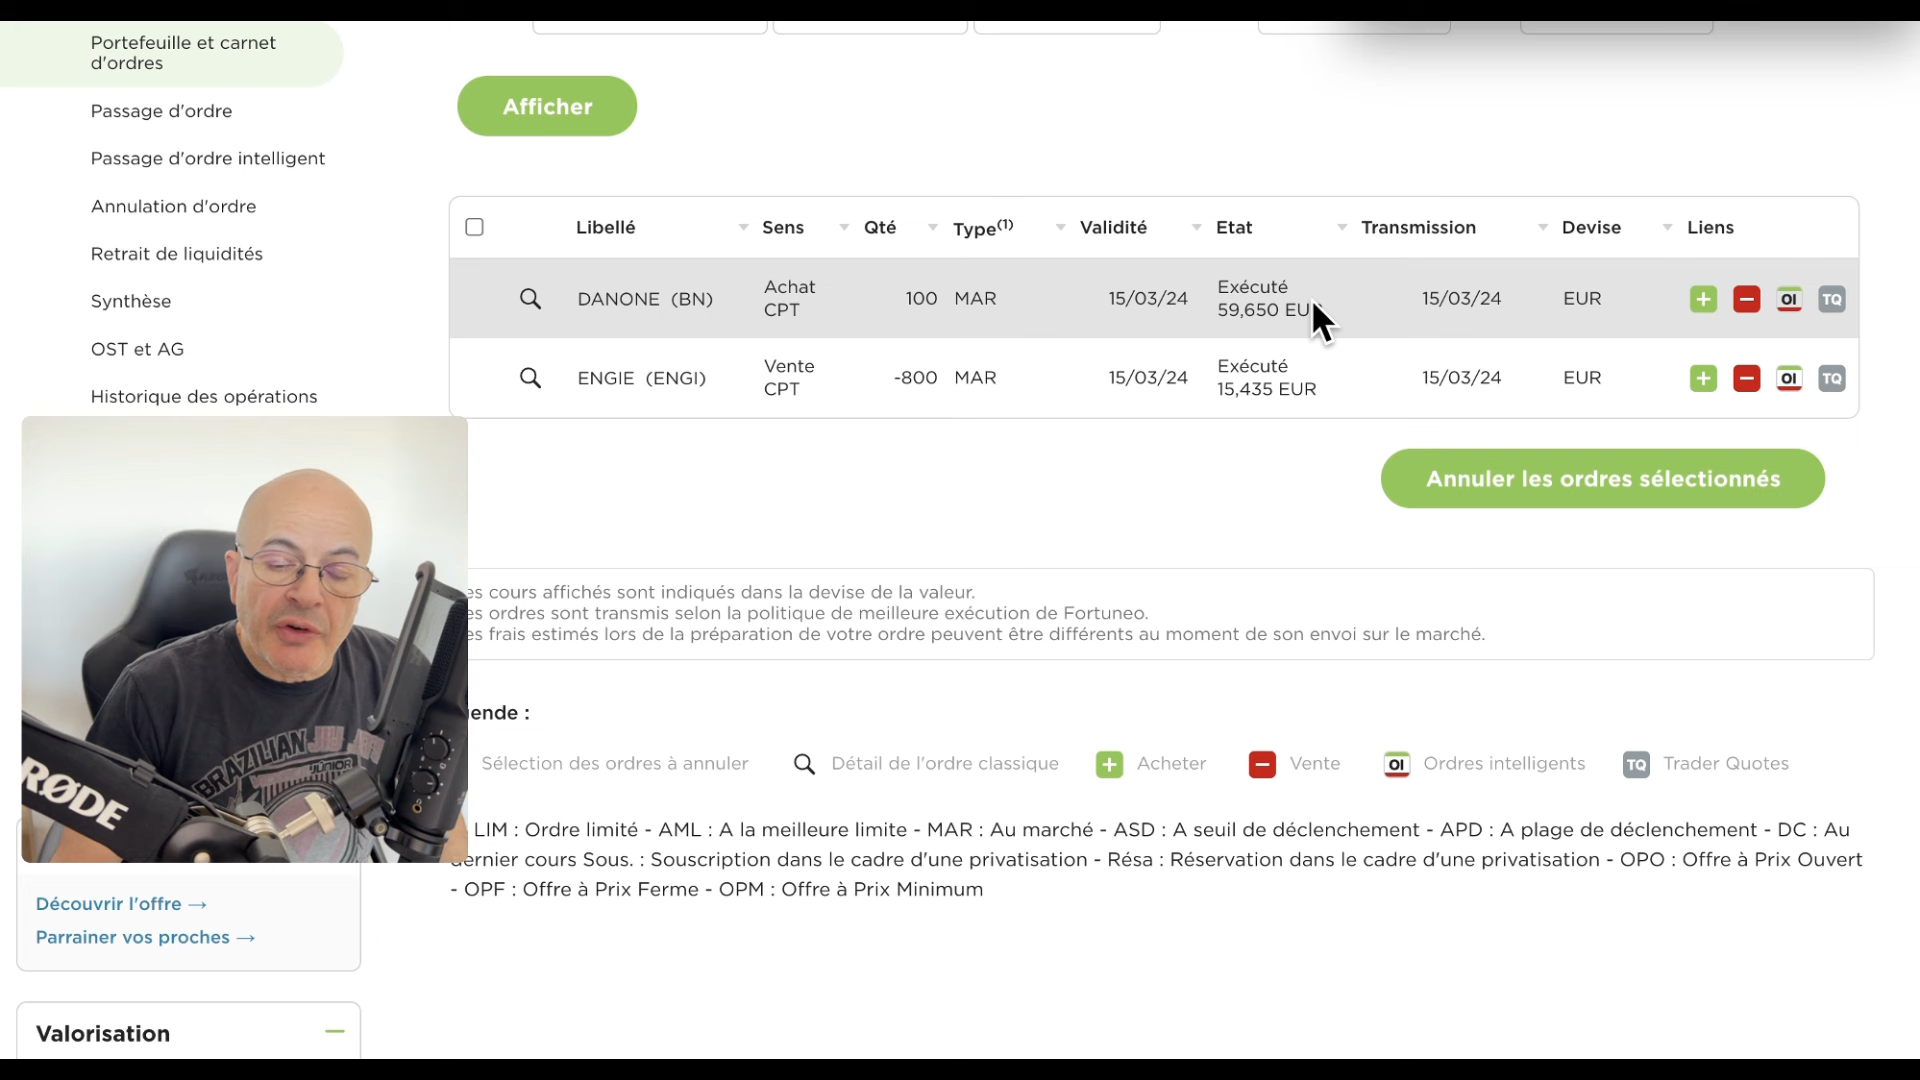 Portefeuille et carnet
d'ordres
Passage d'ordre
Passage d'ordre intelligent
Annulation d'ordre
Retrait de liquidités
Synthèse
OST et AG
Historique des opérations
Afficher
Libellé Sens Qté Type(1) Validité Etat Transmission Devise Liens
DANONE (BN) Achat CPT 100 MAR 15/03/24 Exécuté 59,650 15/03/24 EUR + − OI TQ
ENGIE (ENGI) Vente CPT -800 MAR 15/03/24 Exécuté 15,435 EUR 15/03/24 EUR + − OI TQ
Annuler les ordres sélectionnés
cours affichés sont indiqués dans la devise de la valeur.
ordres sont transmis selon la politique de meilleure exécution de Fortuneo.
frais estimés lors de la préparation de votre ordre peuvent être différents au moment de son envoi sur le marché.
ende :
Sélection des ordres à annuler Détail de l'ordre classique + Acheter − Vente OI Ordres intelligents TQ Trader Quotes
LIM : Ordre limité - AML : A la meilleure limite - MAR : Au marché - ASD : A seuil de déclenchement - APD : A plage de déclenchement - DC : Au
dernier cours Sous. : Souscription dans le cadre d'une privatisation - Résa : Réservation dans le cadre d'une privatisation - OPO : Offre à Prix Ouvert
- OPF : Offre à Prix Ferme - OPM : Offre à Prix Minimum
BRAZILIAN
JÚNIOR
RØDE
Découvrir l'offre →
Parrainer vos proches →
Valorisation